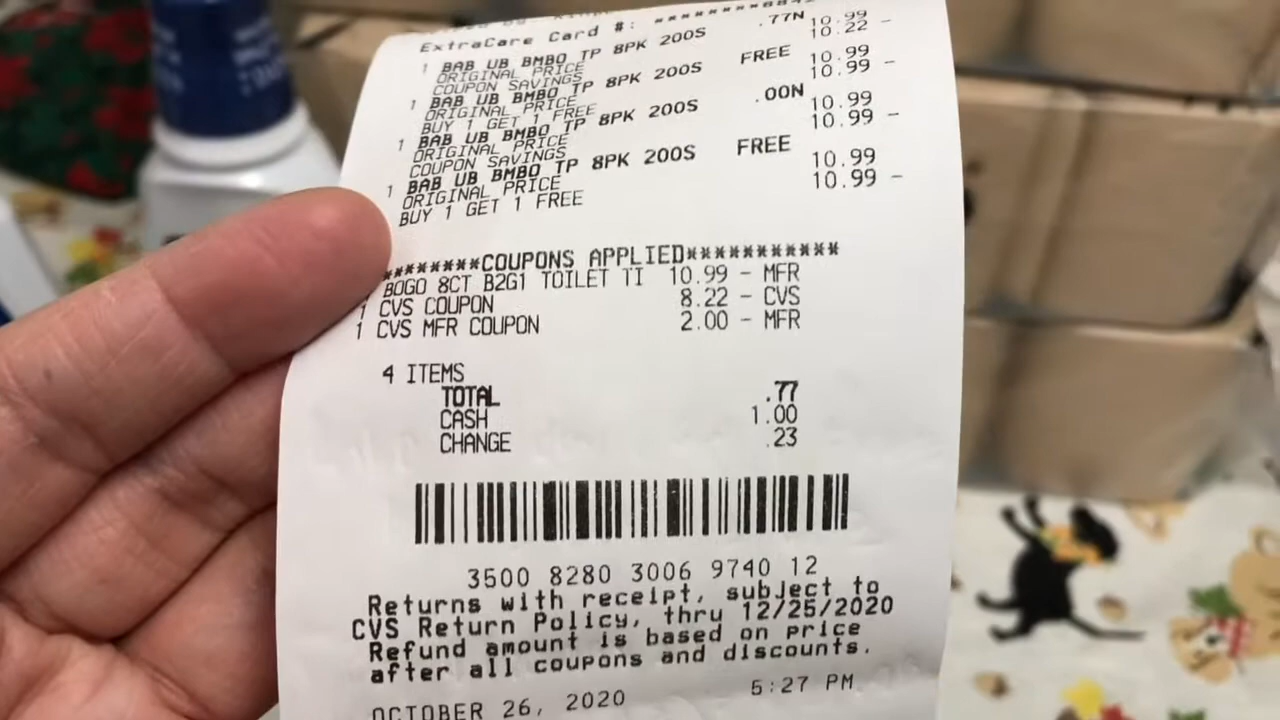 ExtraCare Card #: ********
1 BAB UB BMBO TP 8PK 200S .77N
ORIGINAL PRICE 10.99
COUPON SAVINGS 10.22 -
1 BAB UB BMBO TP 8PK 200S FREE
ORIGINAL PRICE 10.99
BUY 1 GET 1 FREE 10.99 -
1 BAB UB BMBO TP 8PK 200S .00N
ORIGINAL PRICE 10.99
COUPON SAVINGS 10.99 -
1 BAB UB BMBO TP 8PK 200S FREE
ORIGINAL PRICE 10.99
BUY 1 GET 1 FREE 10.99 -
********COUPONS APPLIED***********
BOGO 8CT B2G1 TOILET TI 10.99 - MFR
1 CVS COUPON 8.22 - CVS
1 CVS MFR COUPON 2.00 - MFR
4 ITEMS
TOTAL .77
CASH 1.00
CHANGE .23
3500 8280 3006 9740 12
Returns with receipt, subject to
CVS Return Policy, thru 12/25/2020
Refund amount is based on price
after all coupons and discounts.
OCTOBER 26, 2020 5:27 PM